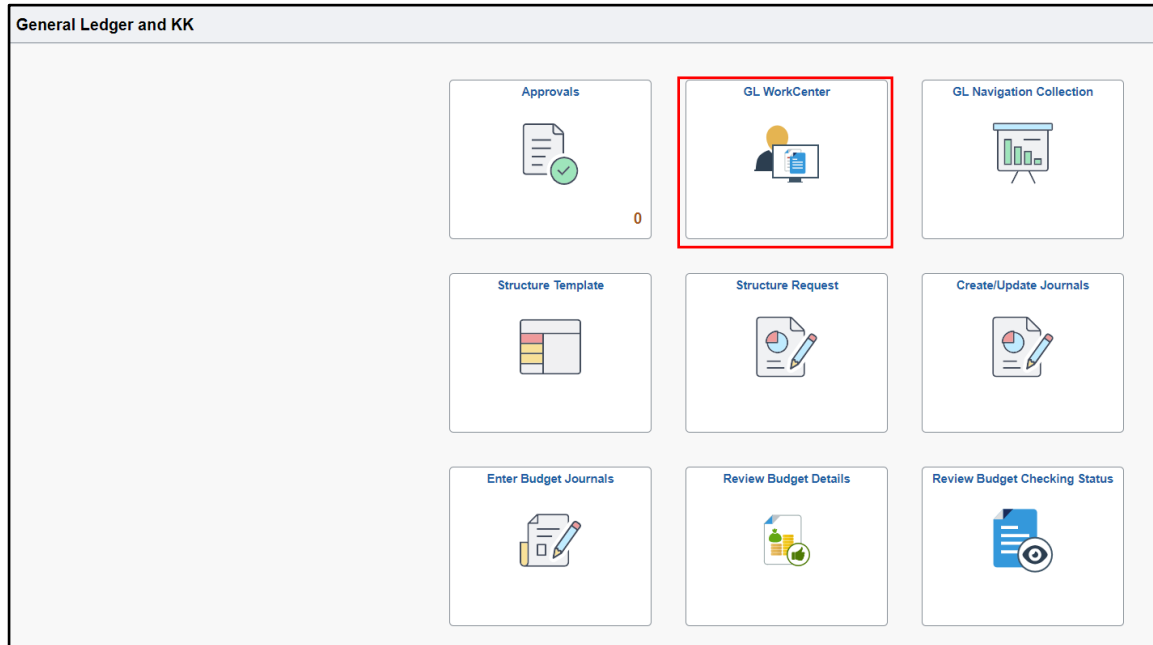 General Ledger and KK
Approvals
GL WorkCenter
GL Navigation Collection
0
Structure Template
Structure Request
Create/Update Journals
Enter Budget Journals
Review Budget Details
Review Budget Checking Status